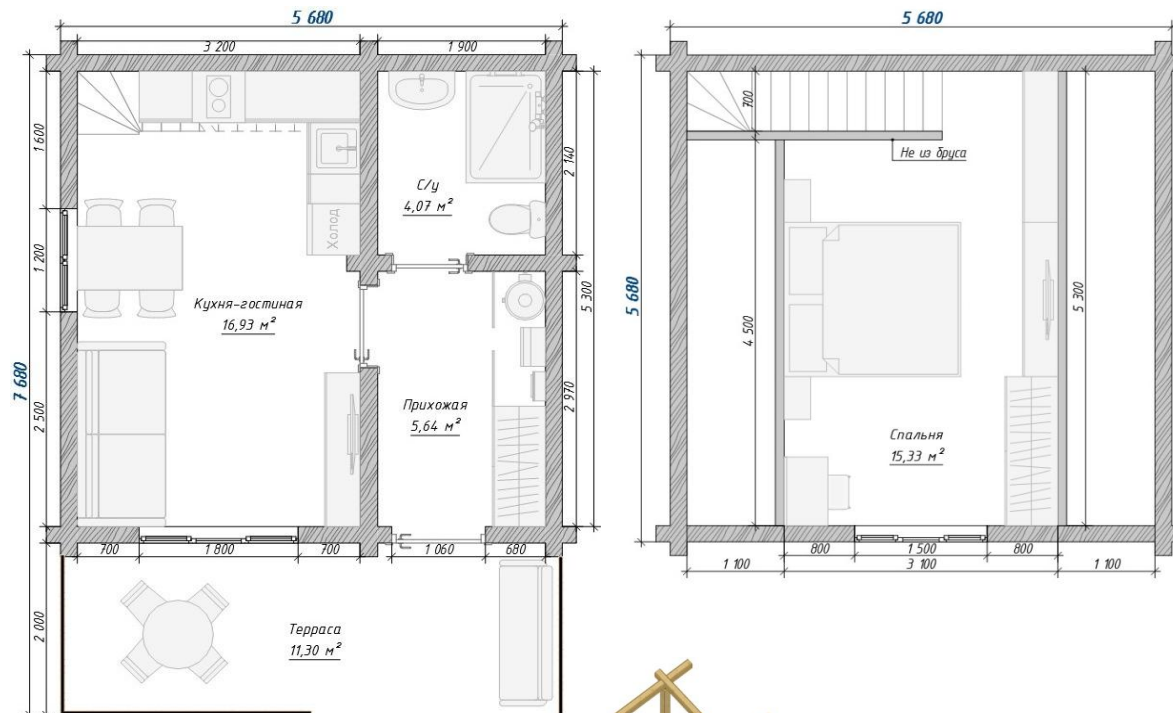 5 680
3 200
1 900
1 600
1 200
2 500
7 680
2 000
С/у
4,07 м²
Холод
Кухня-гостиная
16,93 м²
Прихожая
5,64 м²
2 140
5 300
2 970
700
1 800
700
1 060
680
Терраса
11,30 м²
5 680
5 680
700
Не из бруса
4 500
5 300
Спальня
15,33 м²
800
1 500
800
1 100
3 100
1 100